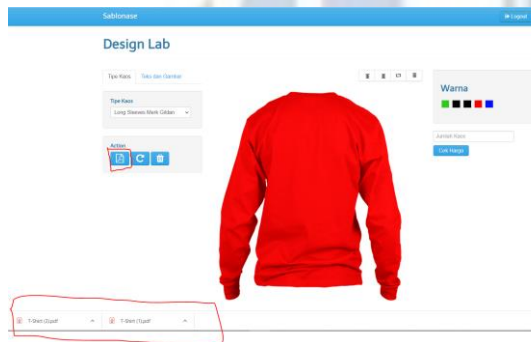 Sablonase
Logout
Design Lab
Tipe Kaos
Teks dan Gambar
Tipe Kaos
Long Sleeves Merk Gildan
Action
Warna
Jumlah Kaos
Cek Harga
T-Shirt (2).pdf
T-Shirt (1).pdf